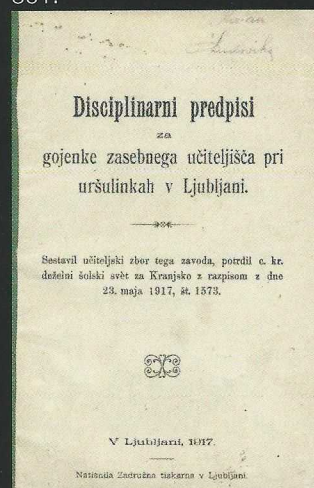 Disciplinarni predpisi
za
gojenke zasebnega učiteljišča pri
uršulinkah v Ljubljani.
Sestavil učiteljski zbor tega zavoda, potrdil c. kr.
deželni šolski svèt za Kranjsko z razpisom z dne
23. maja 1917, št. 1573.
V Ljubljani, 1917.
Natisnila Zadružna tiskarna v Ljubljani.